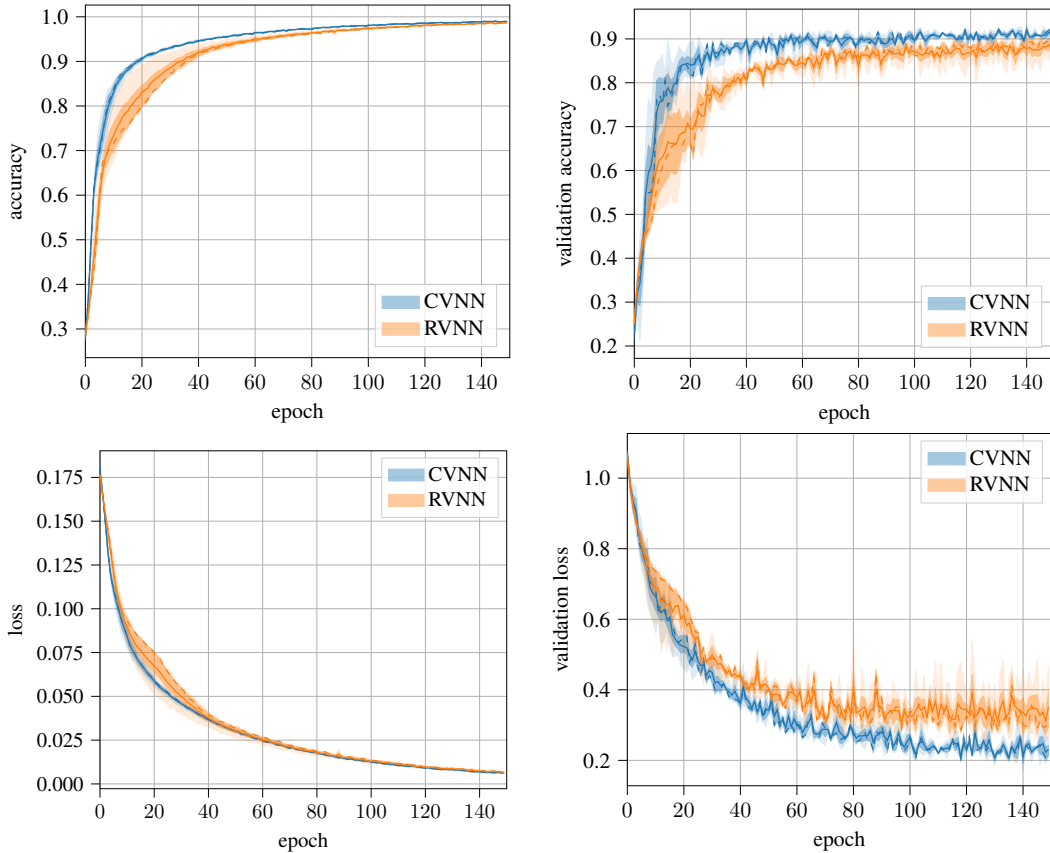 1.0
0.9
0.8
0.7
0.6
0.5
0.4
0.3
accuracy
CVNN
RVNN
0 20 40 60 80 100 120 140
epoch
0.9
0.8
0.7
0.6
0.5
0.4
0.3
0.2
validation accuracy
CVNN
RVNN
0 20 40 60 80 100 120 140
epoch
0.175
0.150
0.125
0.100
0.075
0.050
0.025
0.000
loss
CVNN
RVNN
0 20 40 60 80 100 120 140
epoch
1.0
0.8
0.6
0.4
0.2
validation loss
CVNN
RVNN
0 20 40 60 80 100 120 140
epoch